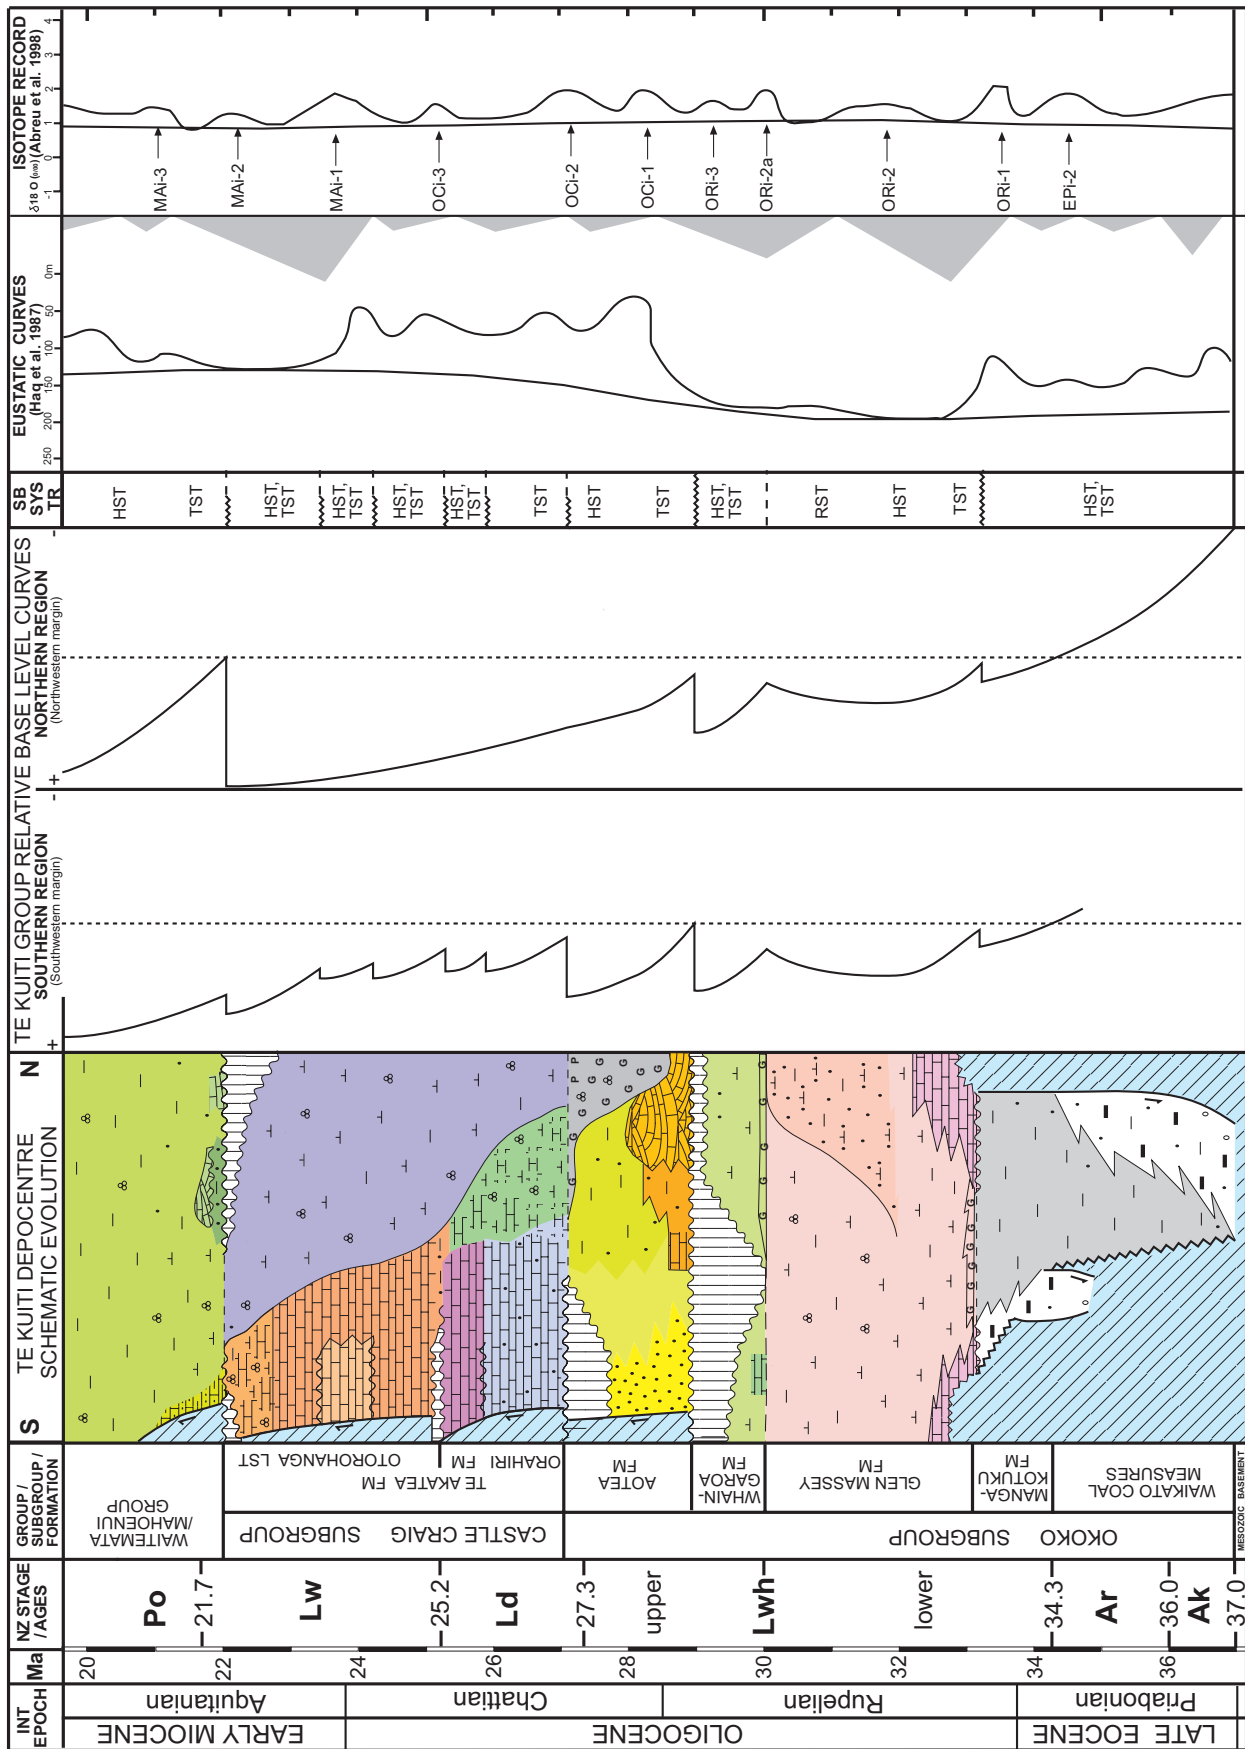 INT EPOCH
EARLY MIOCENE
OLIGOCENE
LATE EOCENE
Aquitanian
Chattian
Rupelian
Priabonian
Ma
20
22
24
26
28
30
32
34
36
NZ STAGE / AGES
Po
21.7
Lw
25.2
Ld
27.3
upper
Lwh
lower
34.3
Ar
36.0
Ak
37.0
GROUP / SUBGROUP / FORMATION
WAITEMATA /MAHOENUI GROUP
CASTLE CRAIG SUBGROUP
OKOKO SUBGROUP
OTOROHANGA LST
TE AKATEA FM
ORAHIRI FM
AOTEA FM
WHAIN-GAROA FM
GLEN MASSEY FM
MANGA-KOTUKU FM
WAIKATO COAL MEASURES
MESOZOIC BASEMENT
S
TE KUITI DEPOCENTRE
SCHEMATIC EVOLUTION
N
P P
G G G G G G G G G G
G G G G G G G
G G G G G G G G
TE KUITI GROUP RELATIVE BASE LEVEL CURVES
SOUTHERN REGION
(Southwestern margin)
+ -
NORTHERN REGION
(Northwestern margin)
+ -
SB SYS TR
HST
TST
HST, TST
HST, TST
HST, TST
HST, TST
TST
HST
TST
HST, TST
RST
HST
TST
HST, TST
EUSTATIC CURVES
(Haq et al. 1987)
250
200
150
100
50
0m
ISOTOPE RECORD
δ18 O (‰) (Abreu et al. 1998)
-1
0
1
2
3
4
MAi-3
MAi-2
MAi-1
OCi-3
OCi-2
OCi-1
ORi-3
ORi-2a
ORi-2
ORi-1
EPi-2